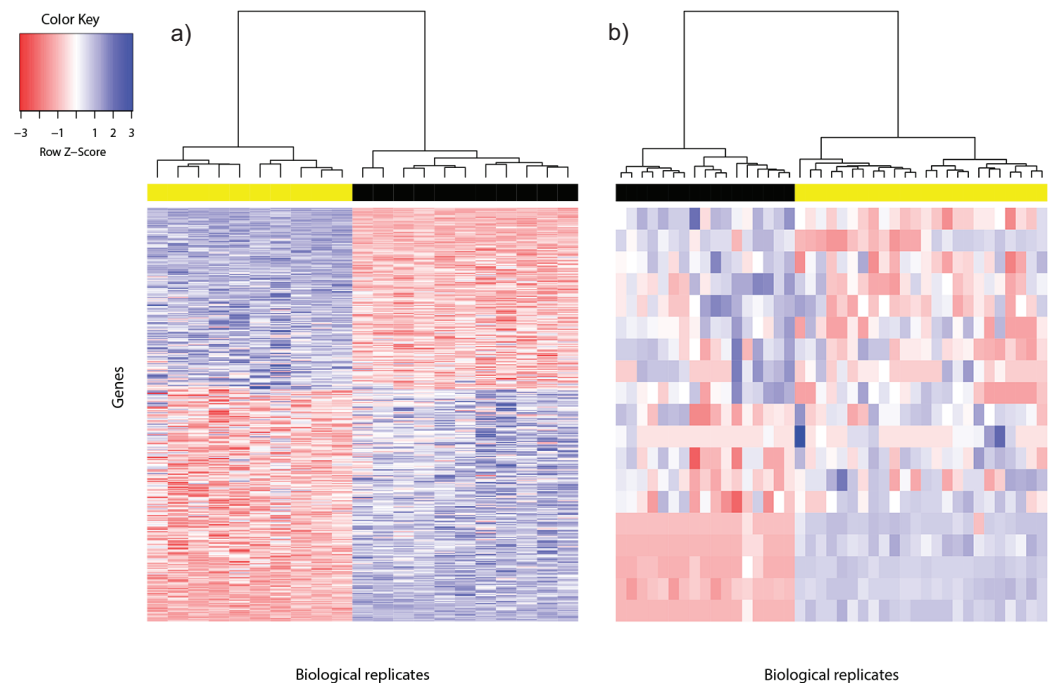 Color Key
−3 −1 1 2 3
Row Z−Score
a)
b)
Genes
Biological replicates
Biological replicates